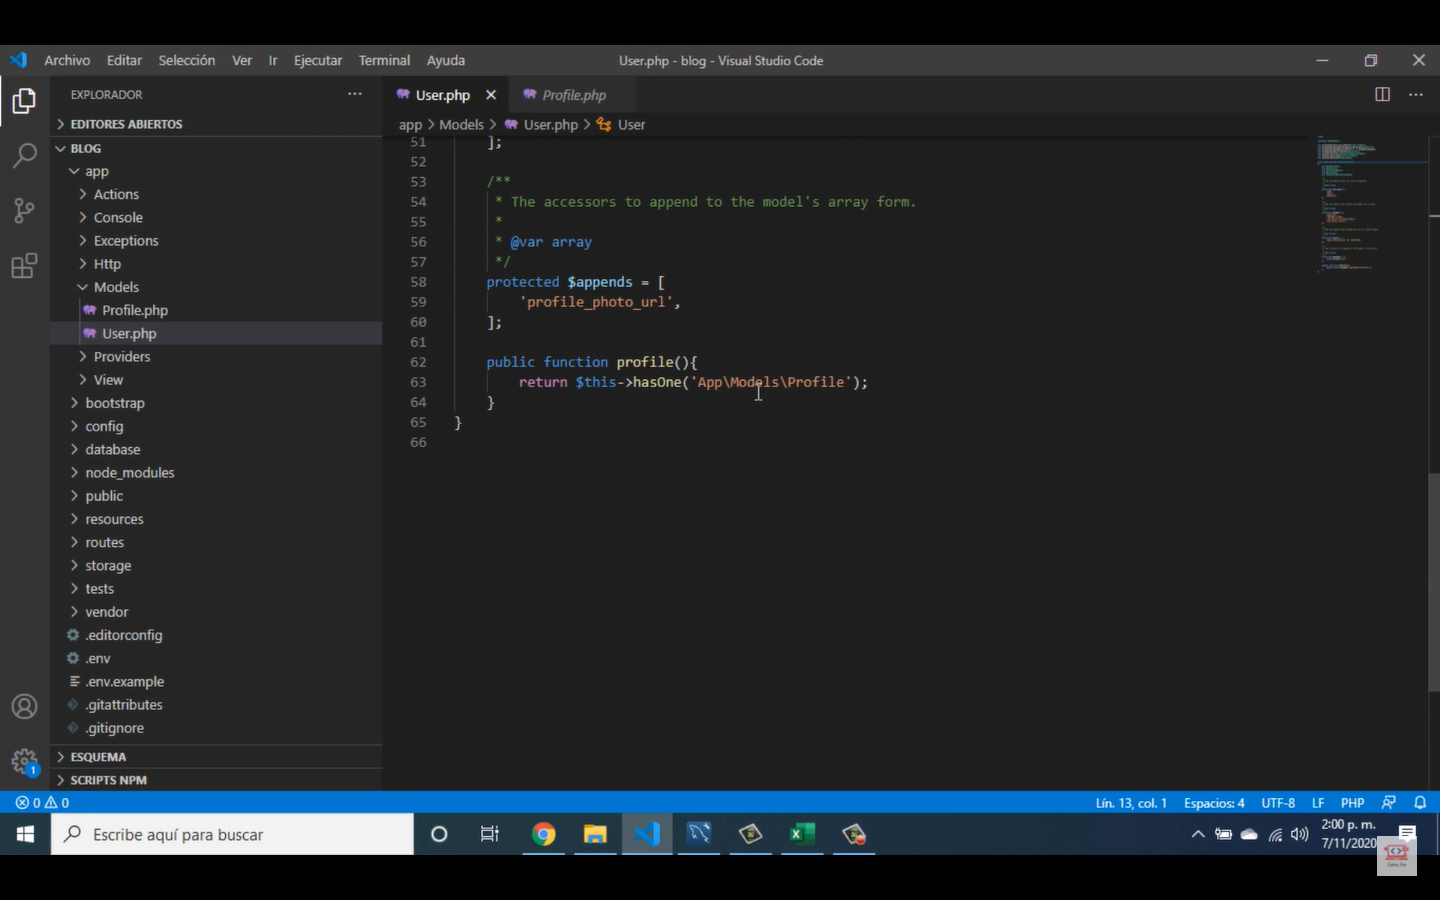 Archivo Editar Selección Ver Ir Ejecutar Terminal Ayuda
User.php - blog - Visual Studio Code
EXPLORADOR
EDITORES ABIERTOS
BLOG
app
Actions
Console
Exceptions
Http
Models
Profile.php
User.php
Providers
View
bootstrap
config
database
node_modules
public
resources
routes
storage
tests
vendor
.editorconfig
.env
.env.example
.gitattributes
.gitignore
ESQUEMA
SCRIPTS NPM
User.php Profile.php
app > Models > User.php > User
51 ];
52
53 /**
54 * The accessors to append to the model's array form.
55 *
56 * @var array
57 */
58 protected $appends = [
59 'profile_photo_url',
60 ];
61
62 public function profile(){
63 return $this->hasOne('App\Models\Profile');
64 }
65 }
66
1
0 0
Lín. 13, col. 1 Espacios: 4 UTF-8 LF PHP
Escribe aquí para buscar
2:00 p. m.
7/11/2020